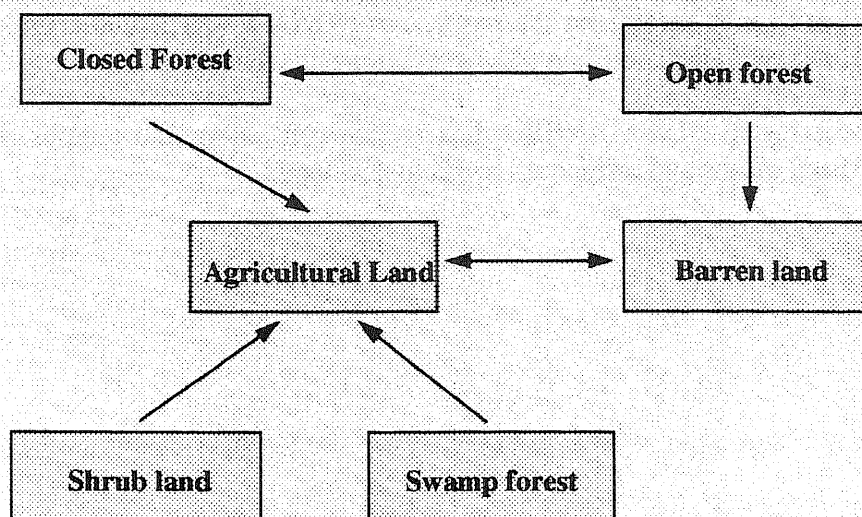 Closed Forest
Open forest
Agricultural Land
Barren land
Shrub land
Swamp forest